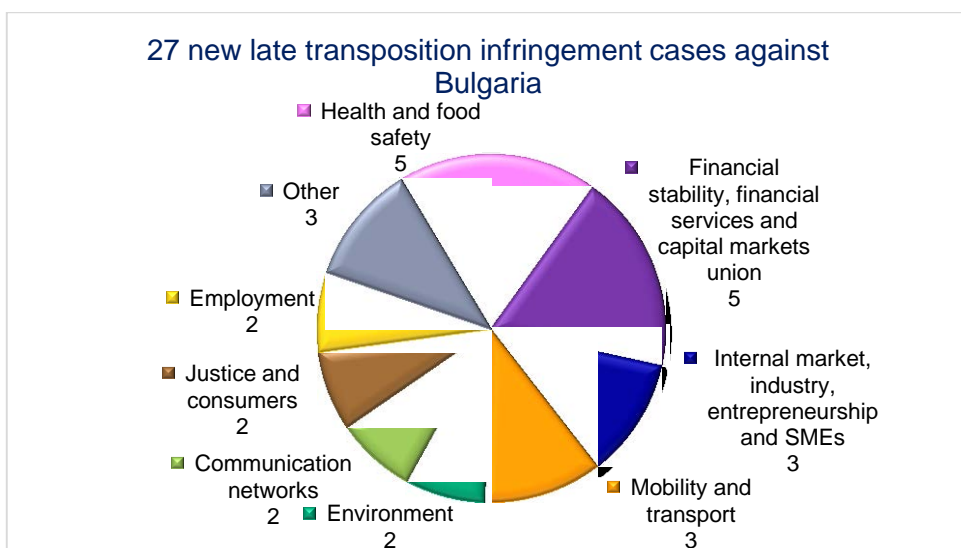 27 new late transposition infringement cases against
Bulgaria
Health and food
safety
5
Financial
stability, financial
services and
capital markets
union
5
Internal market,
industry,
entrepreneurship
and SMEs
3
Mobility and
transport
3
Environment
2
Communication
networks
2
Justice and
consumers
2
Employment
2
Other
3